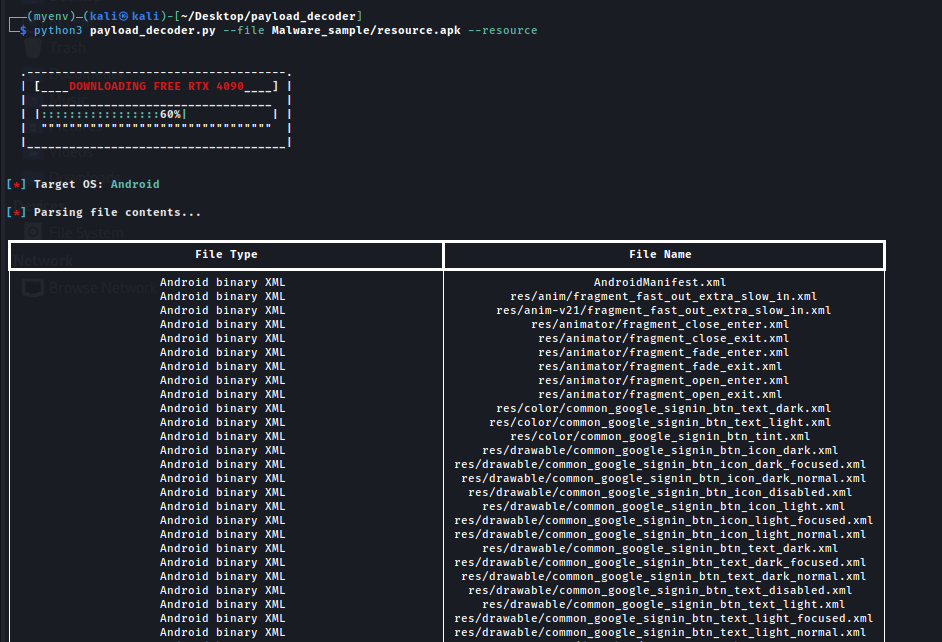 (myenv)─(kali㉿kali)-[~/Desktop/payload_decoder]
$ python3 payload_decoder.py --file Malware_sample/resource.apk --resource
Trash
.-------------------------------------.
| [____DOWNLOADING FREE RTX 4090____] |
| _________________________________ |
| |:::::::::::::::::60%| | |
| """"""""""""""""""""""""""""""""" |
|_____________________________________|
[*] Target OS: Android
[*] Parsing file contents...
File System
Network
Browse Network
File Type File Name
Android binary XML AndroidManifest.xml
Android binary XML res/anim/fragment_fast_out_extra_slow_in.xml
Android binary XML res/anim-v21/fragment_fast_out_extra_slow_in.xml
Android binary XML res/animator/fragment_close_enter.xml
Android binary XML res/animator/fragment_close_exit.xml
Android binary XML res/animator/fragment_fade_enter.xml
Android binary XML res/animator/fragment_fade_exit.xml
Android binary XML res/animator/fragment_open_enter.xml
Android binary XML res/animator/fragment_open_exit.xml
Android binary XML res/color/common_google_signin_btn_text_dark.xml
Android binary XML res/color/common_google_signin_btn_text_light.xml
Android binary XML res/color/common_google_signin_btn_tint.xml
Android binary XML res/drawable/common_google_signin_btn_icon_dark.xml
Android binary XML res/drawable/common_google_signin_btn_icon_dark_focused.xml
Android binary XML res/drawable/common_google_signin_btn_icon_dark_normal.xml
Android binary XML res/drawable/common_google_signin_btn_icon_disabled.xml
Android binary XML res/drawable/common_google_signin_btn_icon_light.xml
Android binary XML res/drawable/common_google_signin_btn_icon_light_focused.xml
Android binary XML res/drawable/common_google_signin_btn_icon_light_normal.xml
Android binary XML res/drawable/common_google_signin_btn_text_dark.xml
Android binary XML res/drawable/common_google_signin_btn_text_dark_focused.xml
Android binary XML res/drawable/common_google_signin_btn_text_dark_normal.xml
Android binary XML res/drawable/common_google_signin_btn_text_disabled.xml
Android binary XML res/drawable/common_google_signin_btn_text_light.xml
Android binary XML res/drawable/common_google_signin_btn_text_light_focused.xml
Android binary XML res/drawable/common_google_signin_btn_text_light_normal.xml